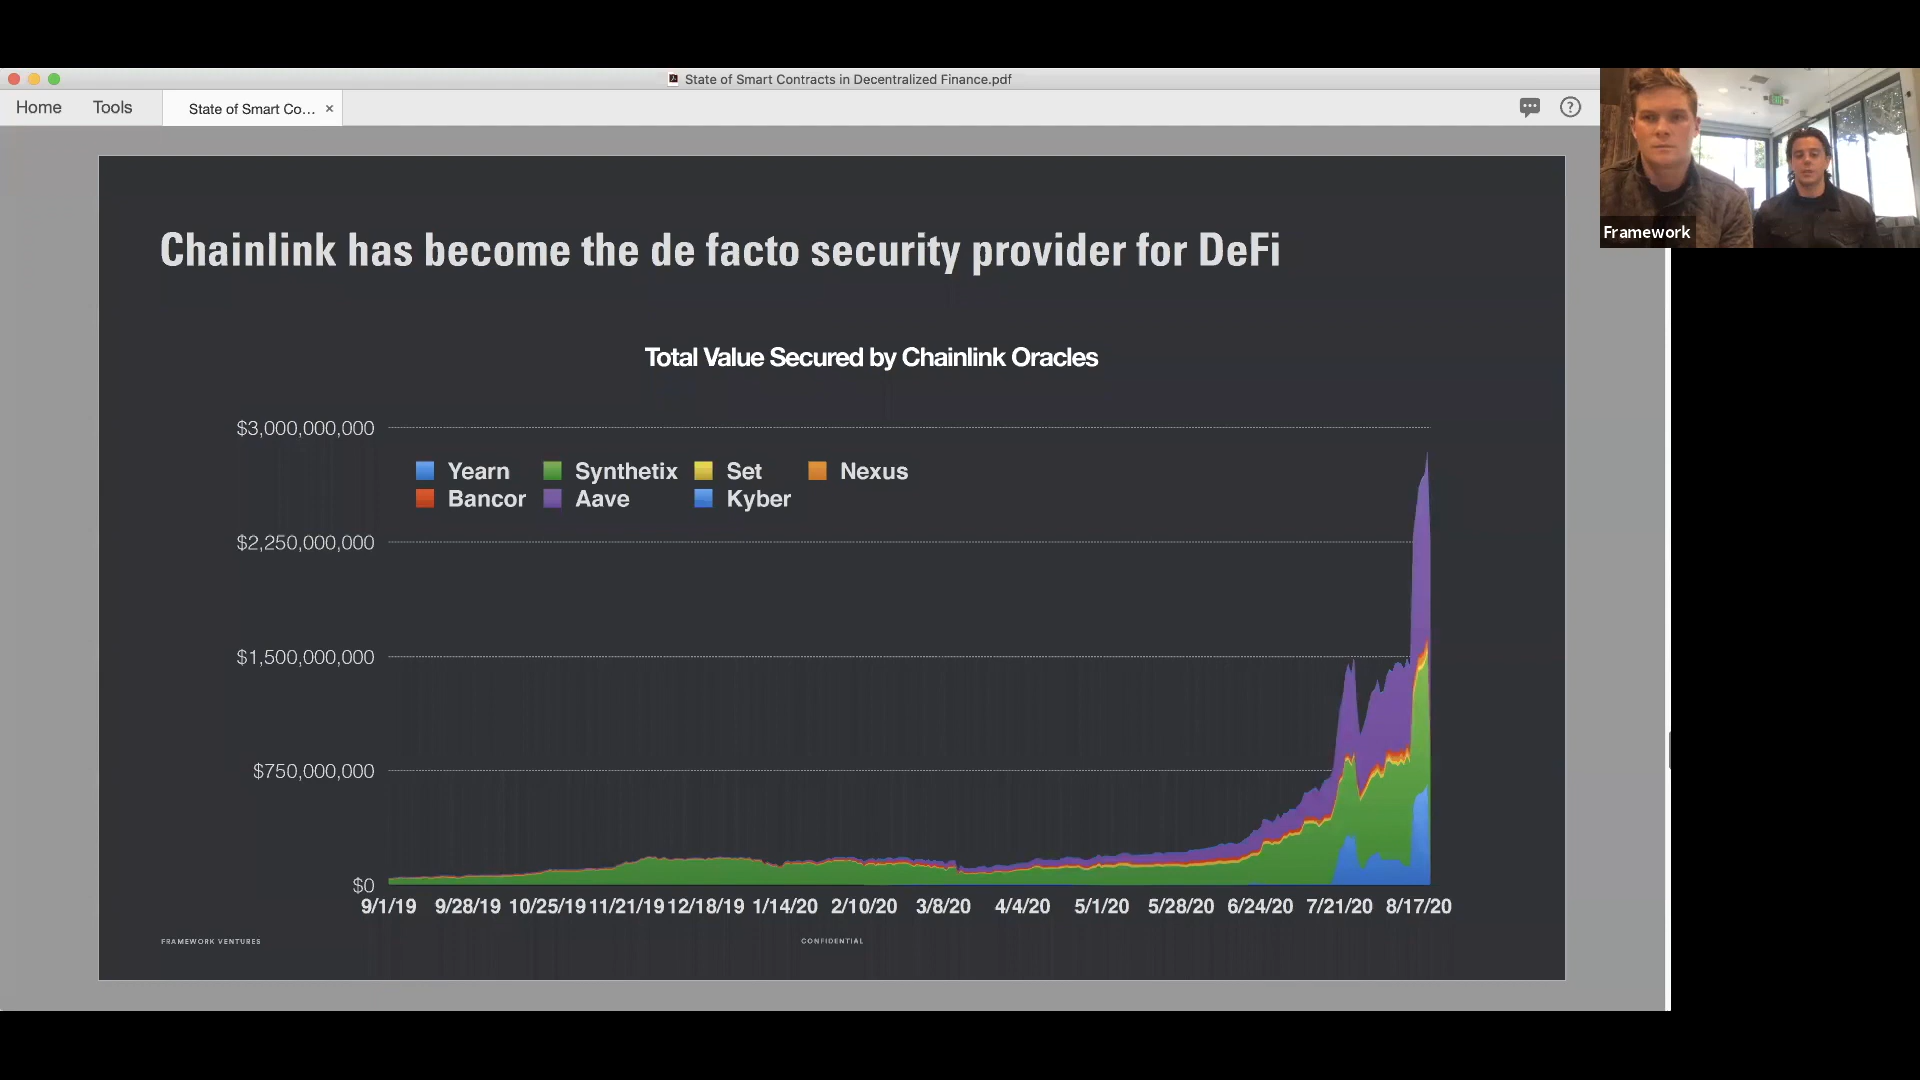 State of Smart Contracts in Decentralized Finance.pdf
Home Tools State of Smart Co... ×
?
Framework
Chainlink has become the de facto security provider for DeFi
Total Value Secured by Chainlink Oracles
$3,000,000,000
Yearn Synthetix Set Nexus
Bancor Aave Kyber
$2,250,000,000
$1,500,000,000
$750,000,000
$0
9/1/19 9/28/19 10/25/19 11/21/19 12/18/19 1/14/20 2/10/20 3/8/20 4/4/20 5/1/20 5/28/20 6/24/20 7/21/20 8/17/20
FRAMEWORK VENTURES CONFIDENTIAL